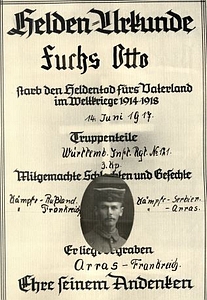 Helden-Urkunde
Fuchs Otto
starb den Heldentod fürs Vaterland
im Weltkriege 1914-1918
14. Juni 1917.
Truppenteile
Württemb. Inft. Rgt. No 121.
3. Kp.
Mitgemachte Schlachten und Gefechte
Kämpfe - Rußland. Kämpfe - Serbien
" Frankreich " - Arras.
Er liegt begraben
Arras - Frankreich.
Ehre seinem Andenken